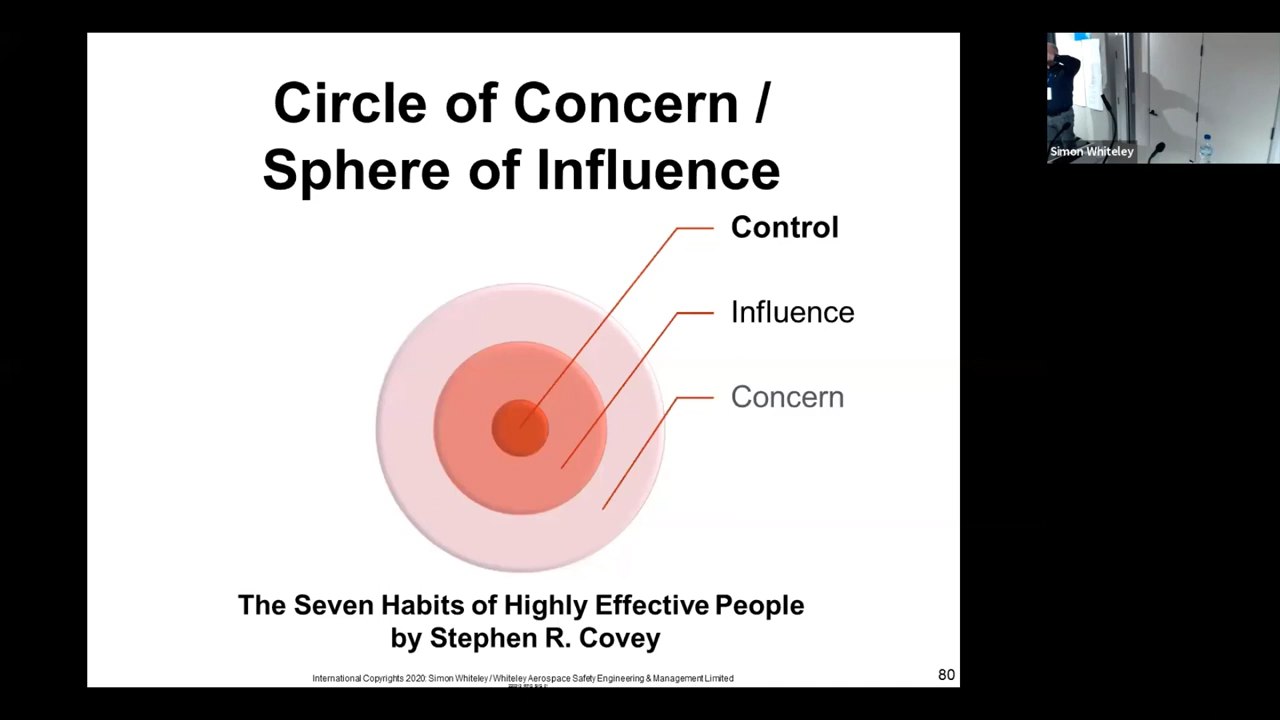 Circle of Concern /
Sphere of Influence
Control
Influence
Concern
The Seven Habits of Highly Effective People
by Stephen R. Covey
International Copyrights 2020: Simon Whiteley / Whiteley Aerospace Safety Engineering & Management Limited
80
Simon Whiteley